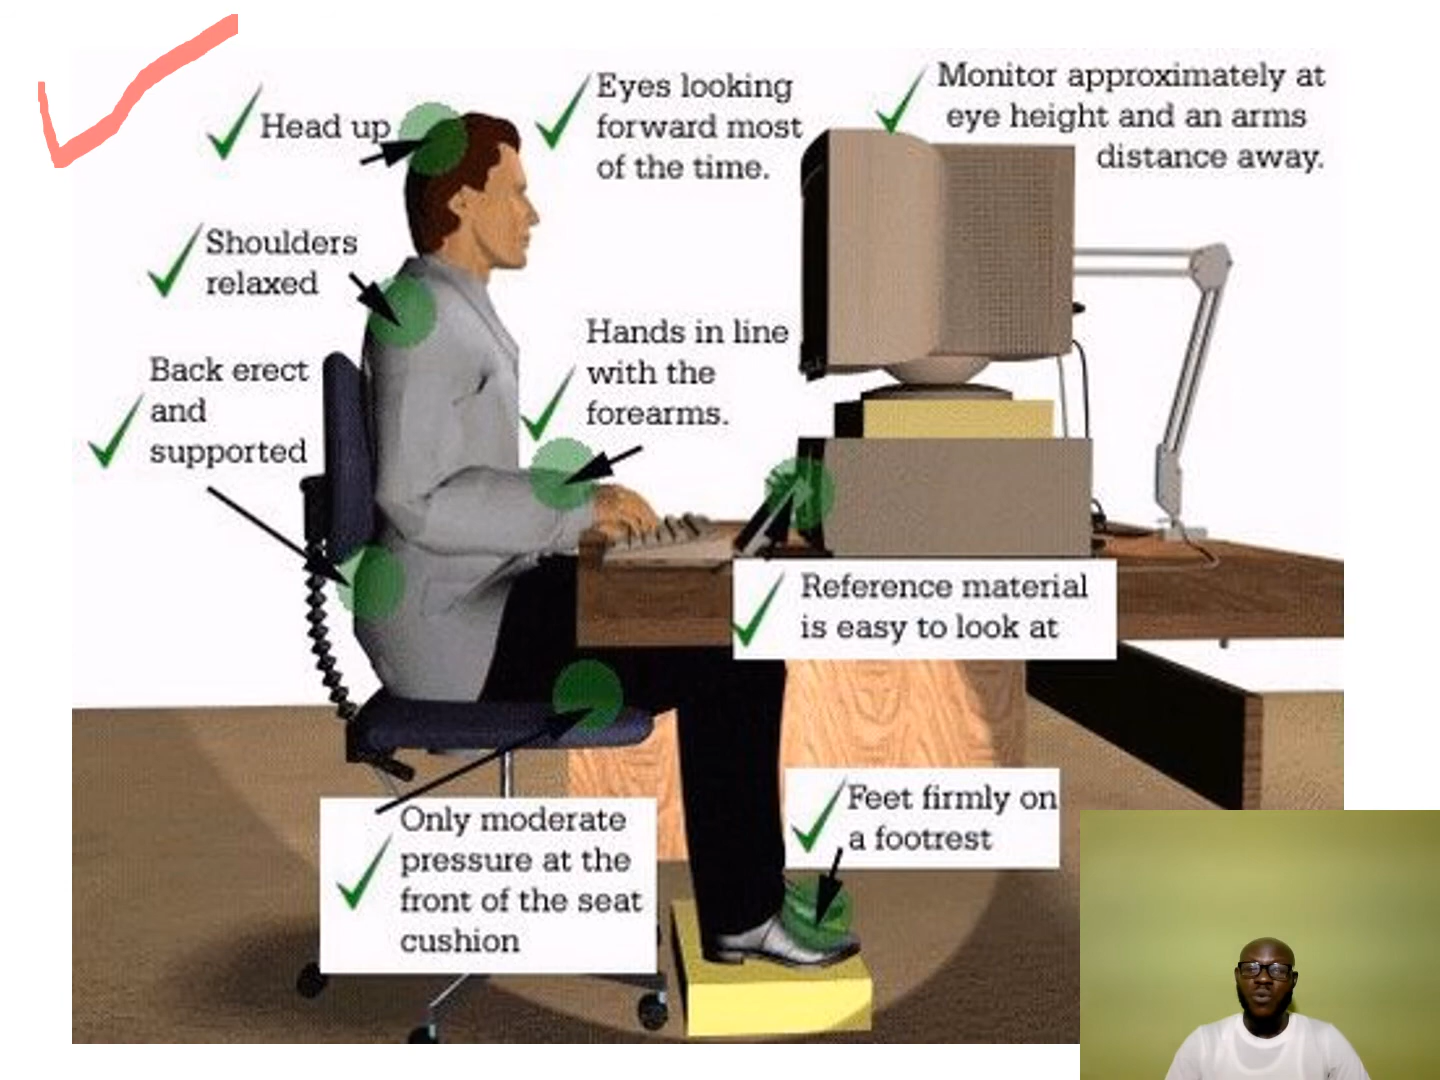 Head up
Eyes looking
forward most
of the time.
Monitor approximately at
eye height and an arms
distance away.
Shoulders
relaxed
Hands in line
with the
forearms.
Back erect
and
supported
Reference material
is easy to look at
Feet firmly on
a footrest
Only moderate
pressure at the
front of the seat
cushion